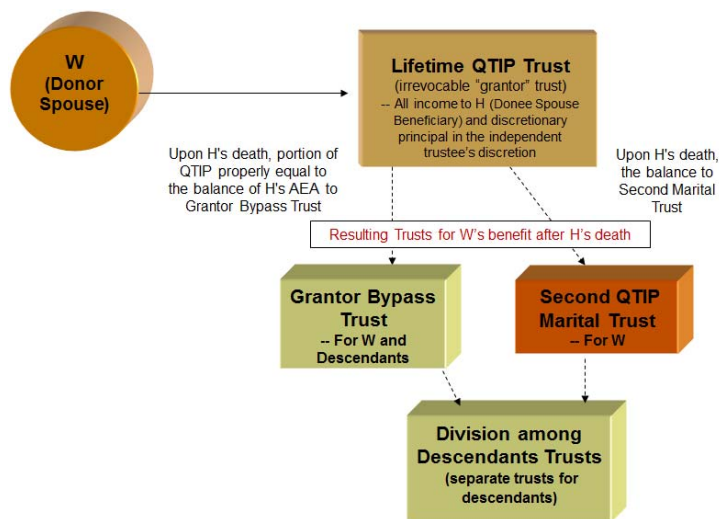 W
(Donor
Spouse)
Lifetime QTIP Trust
(irrevocable "grantor" trust)
-- All income to H (Donee Spouse
Beneficiary) and discretionary
principal in the independent
trustee's discretion
Upon H's death, portion of
QTIP properly equal to
the balance of H's AEA to
Grantor Bypass Trust
Upon H's death,
the balance to
Second Marital
Trust
Resulting Trusts for W's benefit after H's death
Grantor Bypass
Trust
-- For W and
Descendants
Second QTIP
Marital Trust
-- For W
Division among
Descendants Trusts
(separate trusts for
descendants)